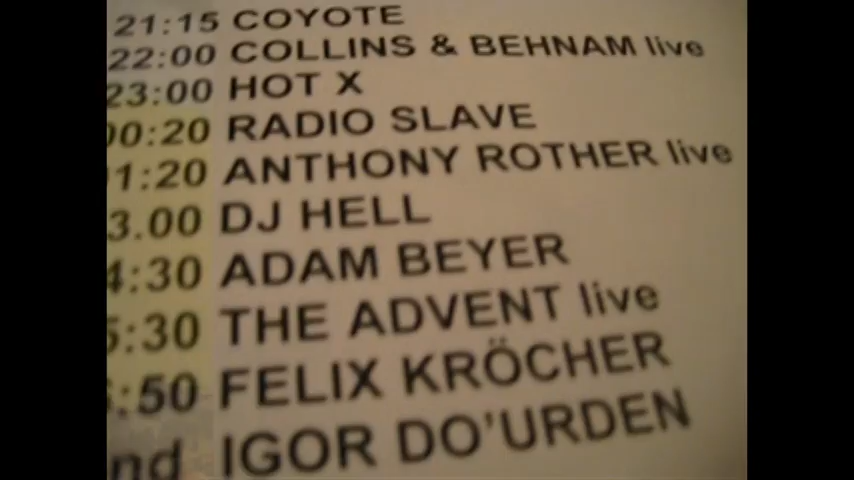 21:15 COYOTE
22:00 COLLINS & BEHNAM live
23:00 HOT X
00:20 RADIO SLAVE
1:20 ANTHONY ROTHER live
3.00 DJ HELL
4:30 ADAM BEYER
5:30 THE ADVENT live
:50 FELIX KRÖCHER
nd IGOR DO'URDEN